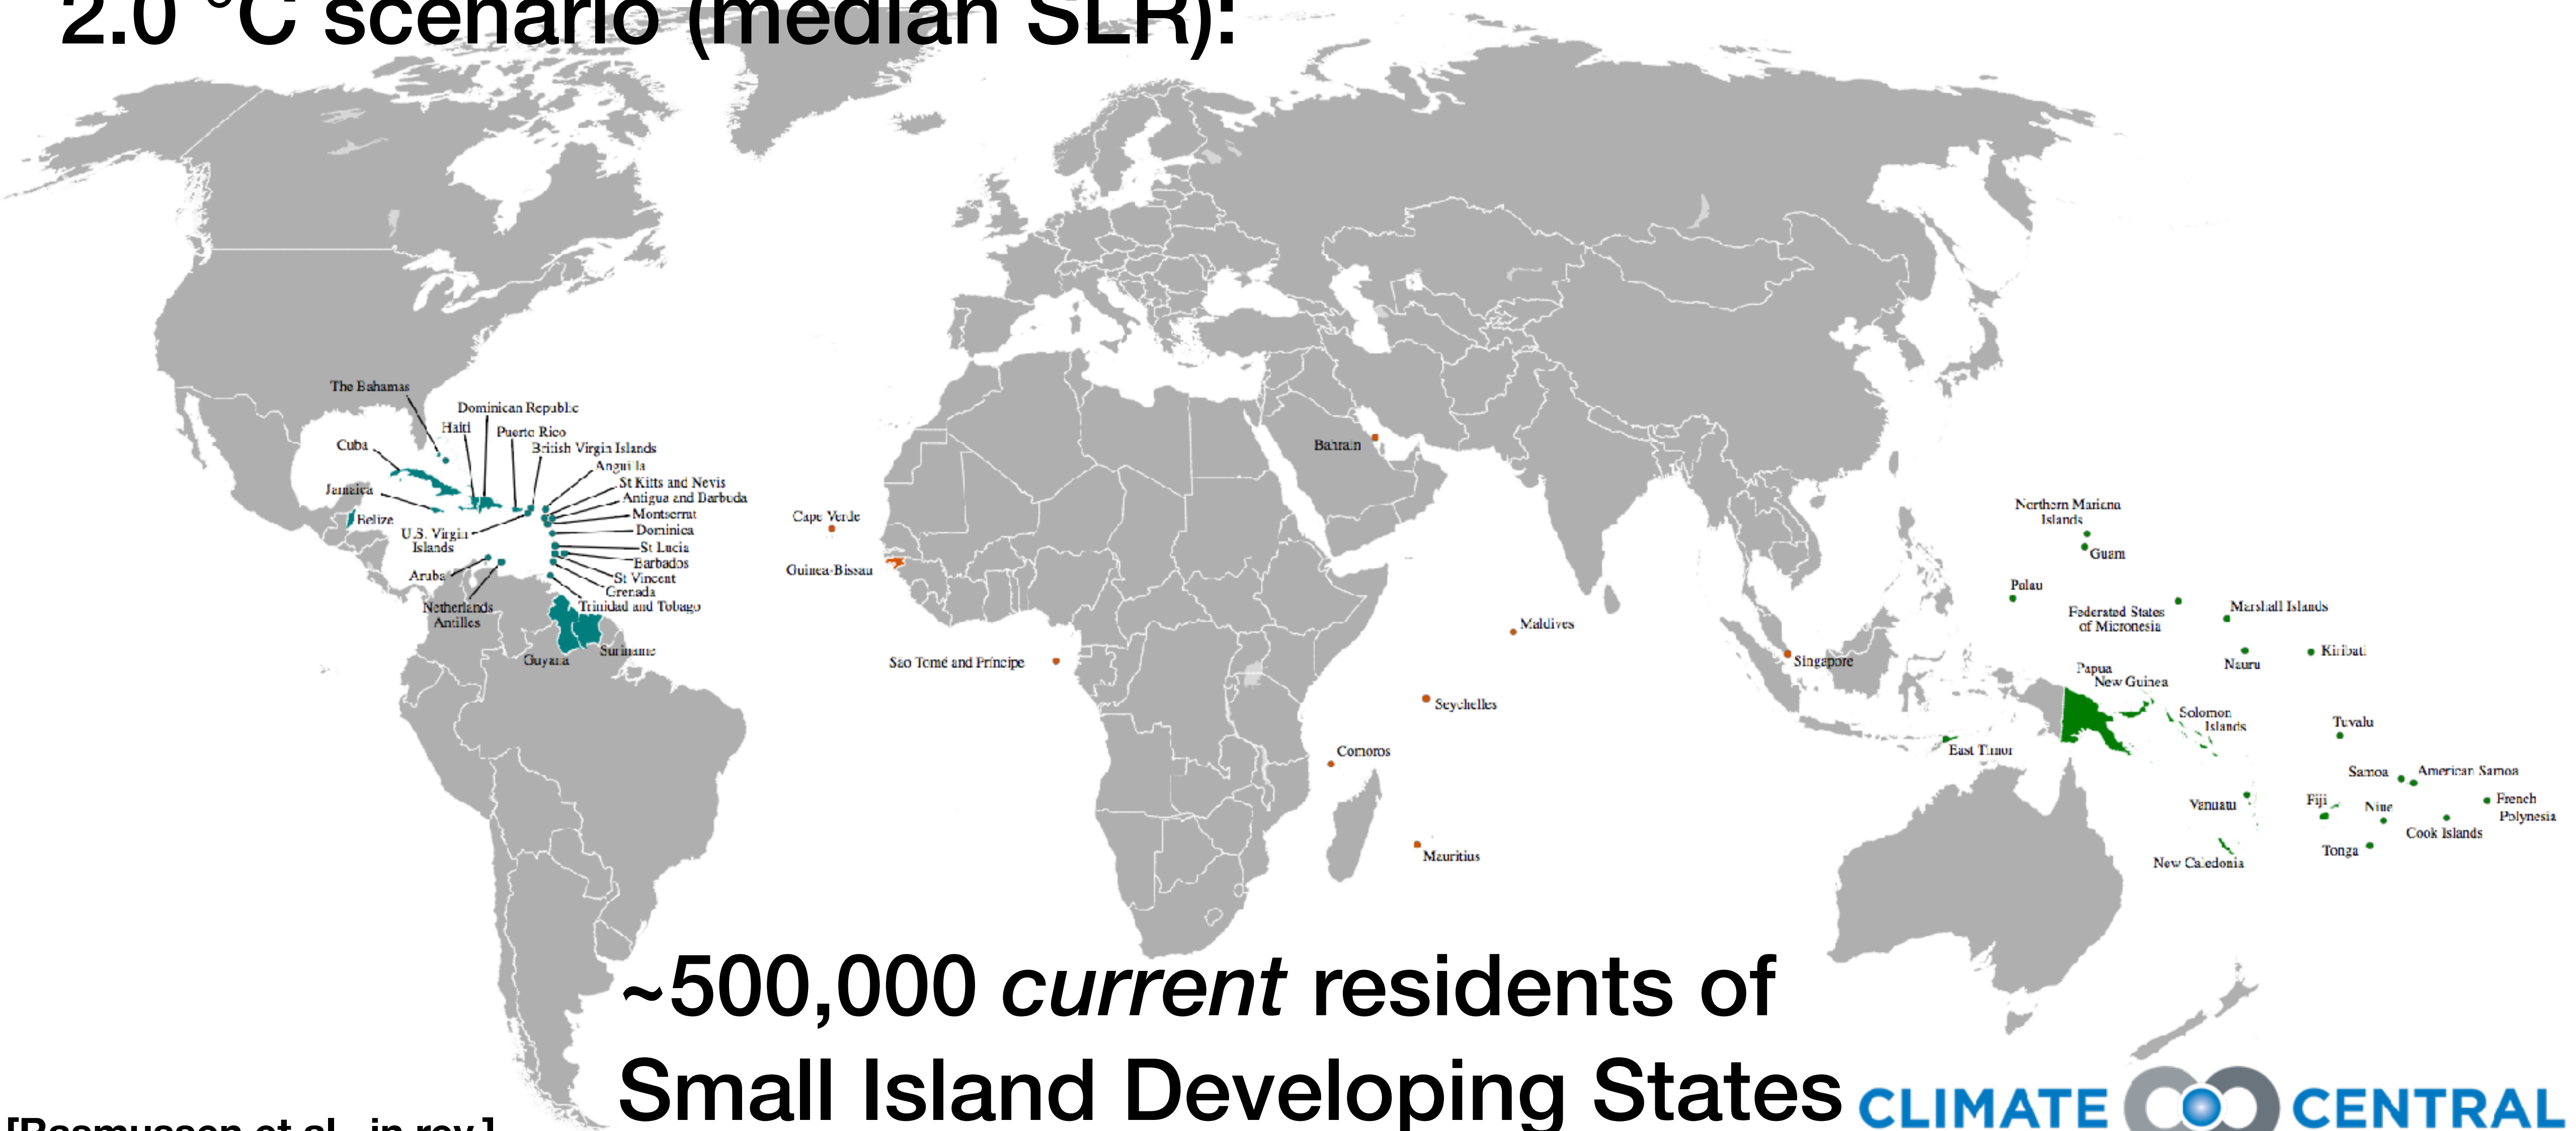 2.0 °C scenario (median SLR):
The Bahamas
Dominican Republic
Haiti
Puerto Rico
Cuba
British Virgin Islands
Anguilla
St Kitts and Nevis
Jamaica
Antigua and Barbuda
Montserrat
Belize
Dominica
U.S. Virgin
Islands
St Lucia
Barbados
Aruba
St Vincent
Grenada
Netherlands
Antilles
Trinidad and Tobago
Guyana
Suriname
Cape Verde
Guinea-Bissau
São Tomé and Príncipe
Bahrain
Maldives
Seychelles
Comoros
Mauritius
Singapore
East Timor
Northern Mariana
Islands
Guam
Palau
Federated States
of Micronesia
Marshall Islands
Nauru
Kiribati
Papua
New Guinea
Solomon
Islands
Tuvalu
Samoa
American Samoa
Vanuatu
Fiji
Niue
French
Polynesia
Cook Islands
Tonga
New Caledonia
~500,000 current residents of
Small Island Developing States
[Rasmussen et al., in rev.]
CLIMATE CENTRAL